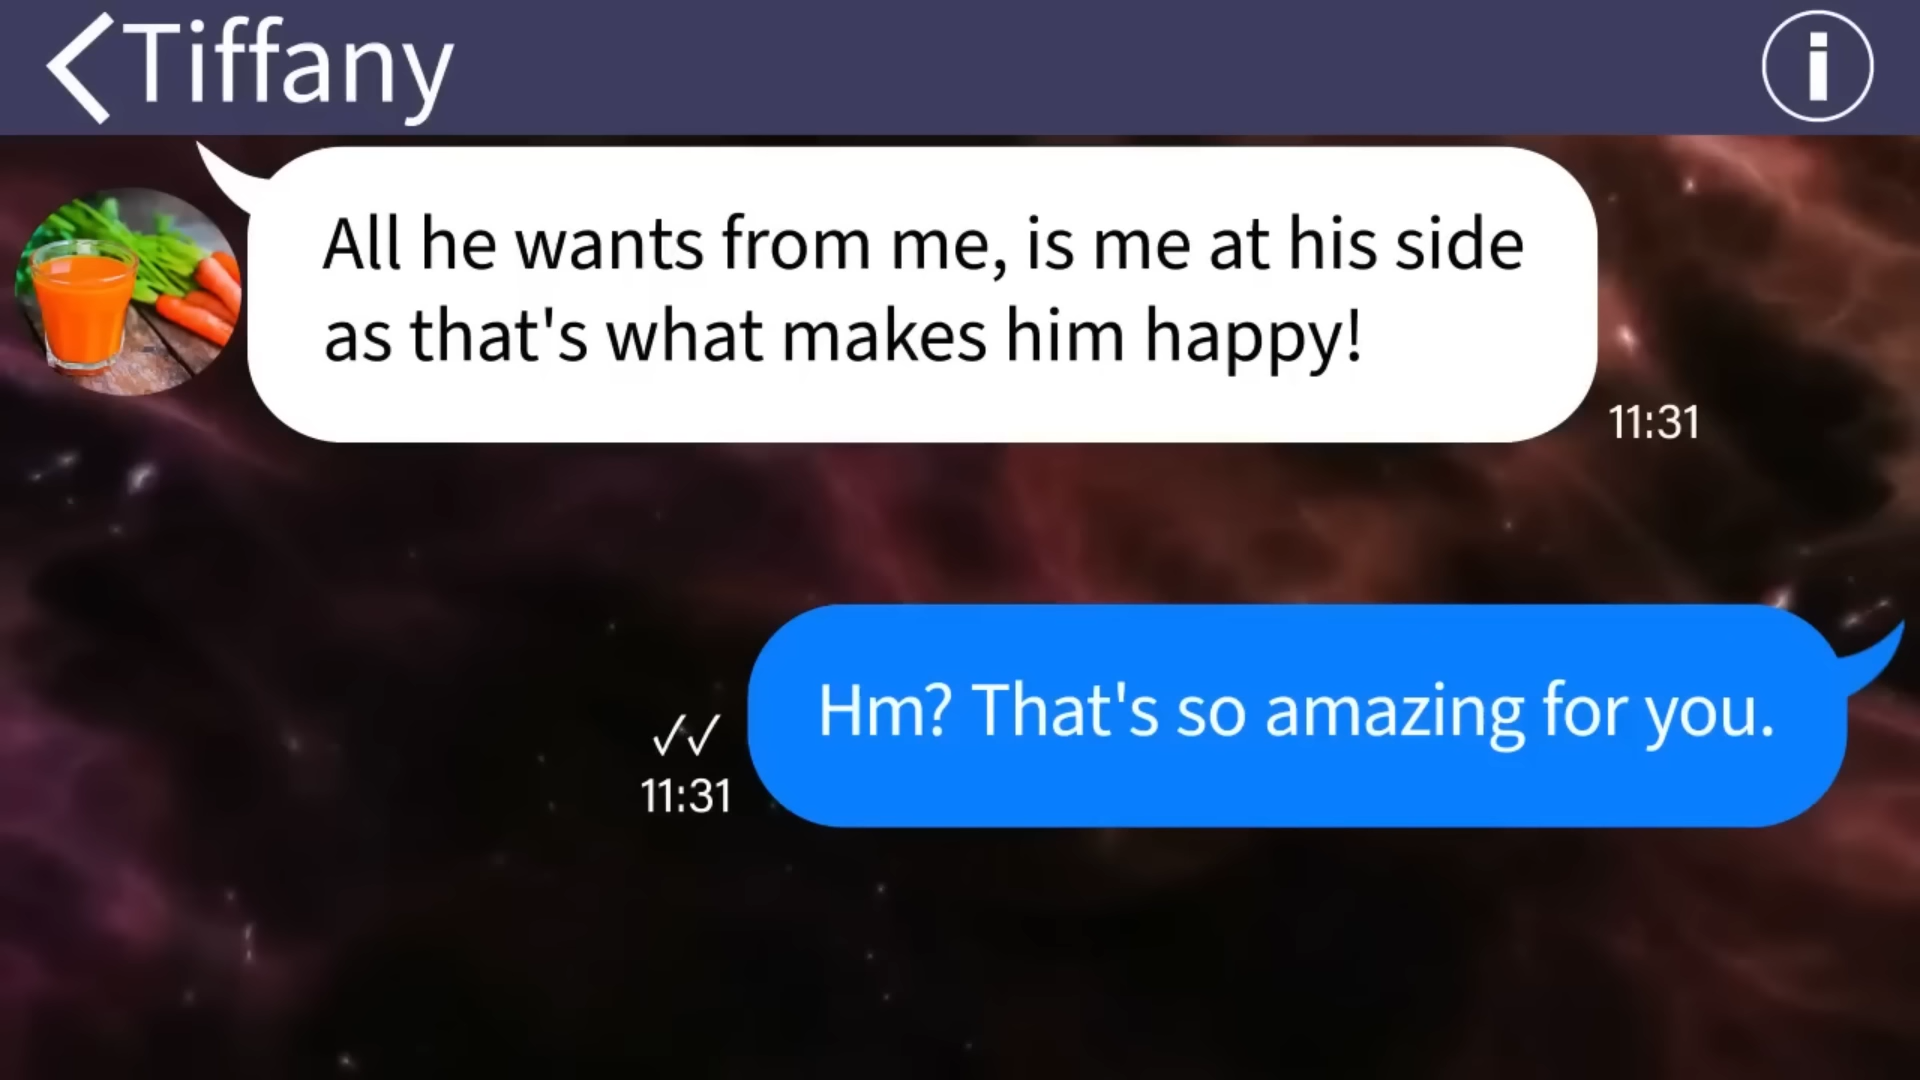 Tiffany
All he wants from me, is me at his side
as that's what makes him happy!
11:31
Hm? That's so amazing for you.
11:31